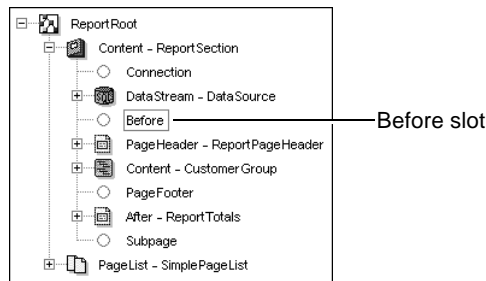 ReportRoot
Content - ReportSection
Connection
DataStream - DataSource
Before
Before slot
PageHeader - ReportPageHeader
Content - CustomerGroup
PageFooter
After - ReportTotals
Subpage
PageList - SimplePageList